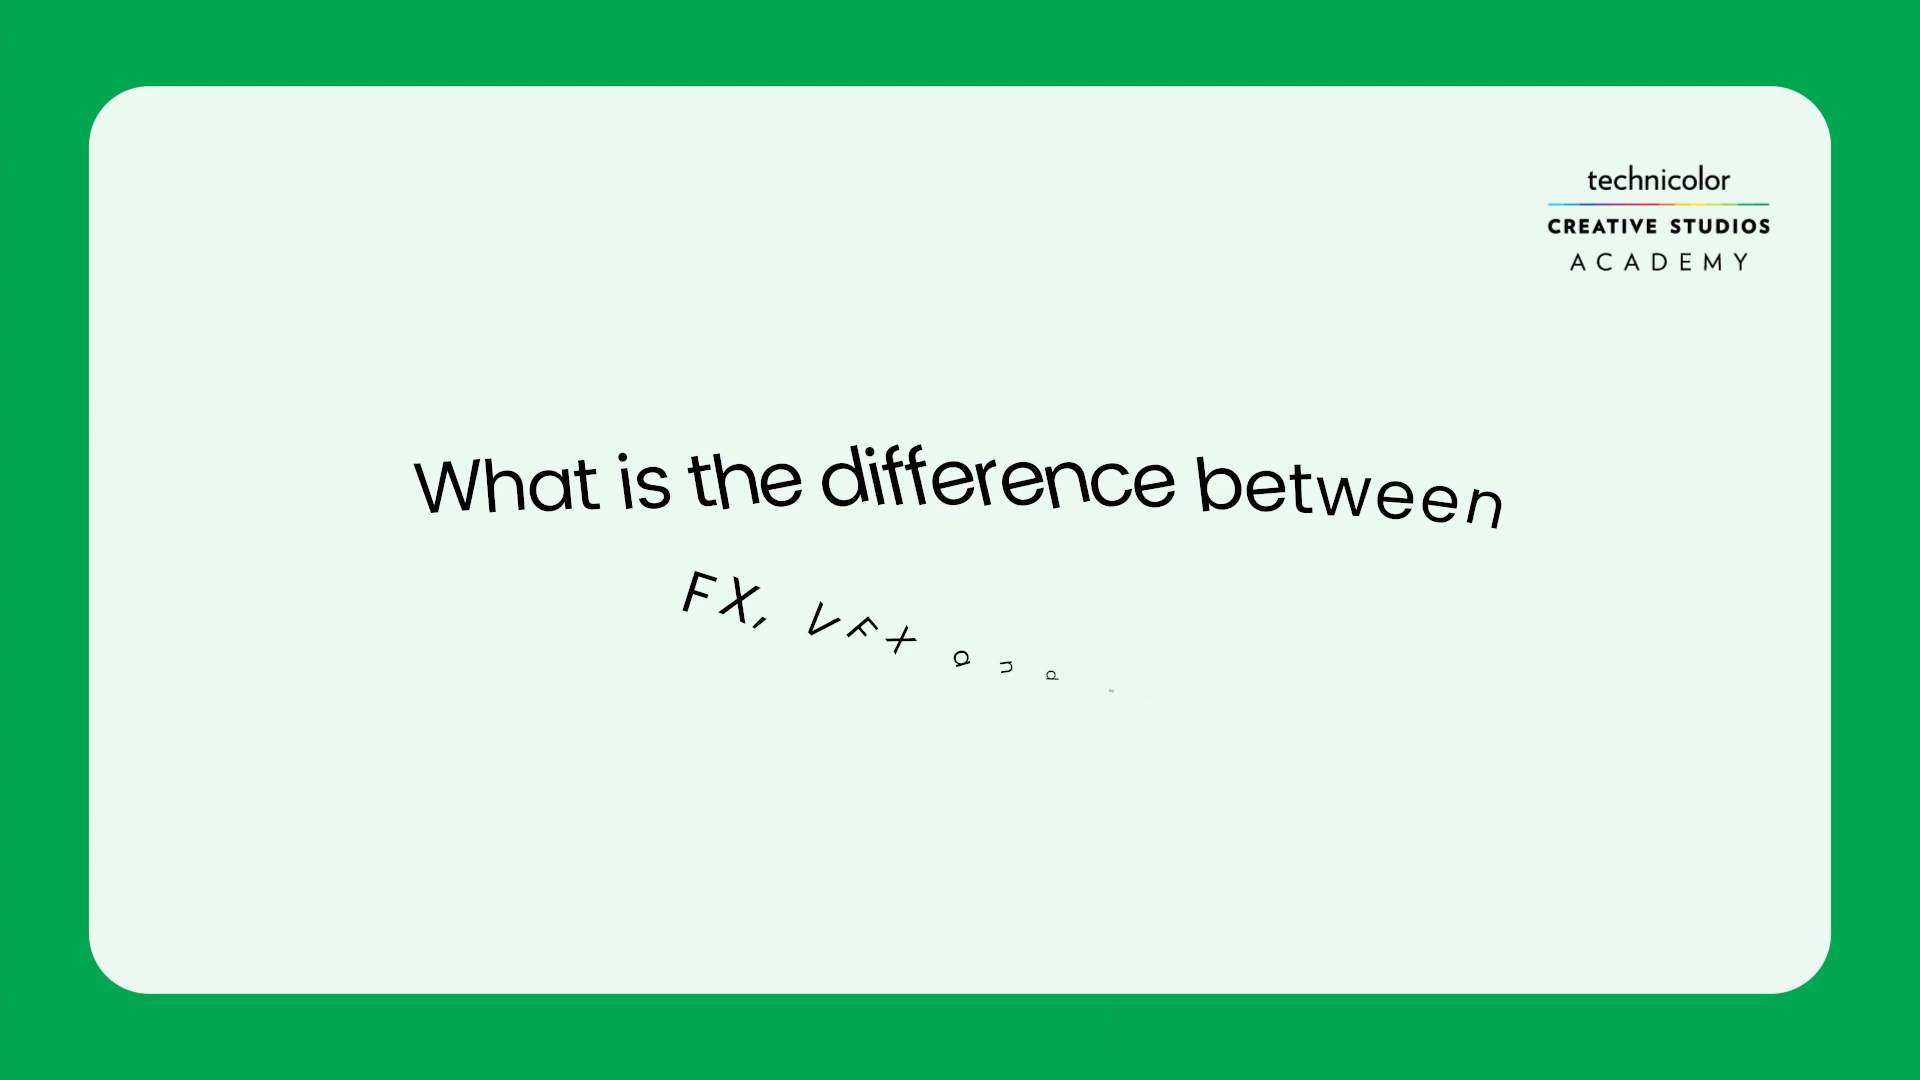 technicolor
CREATIVE STUDIOS
ACADEMY
What is the difference between
FX, VFX and